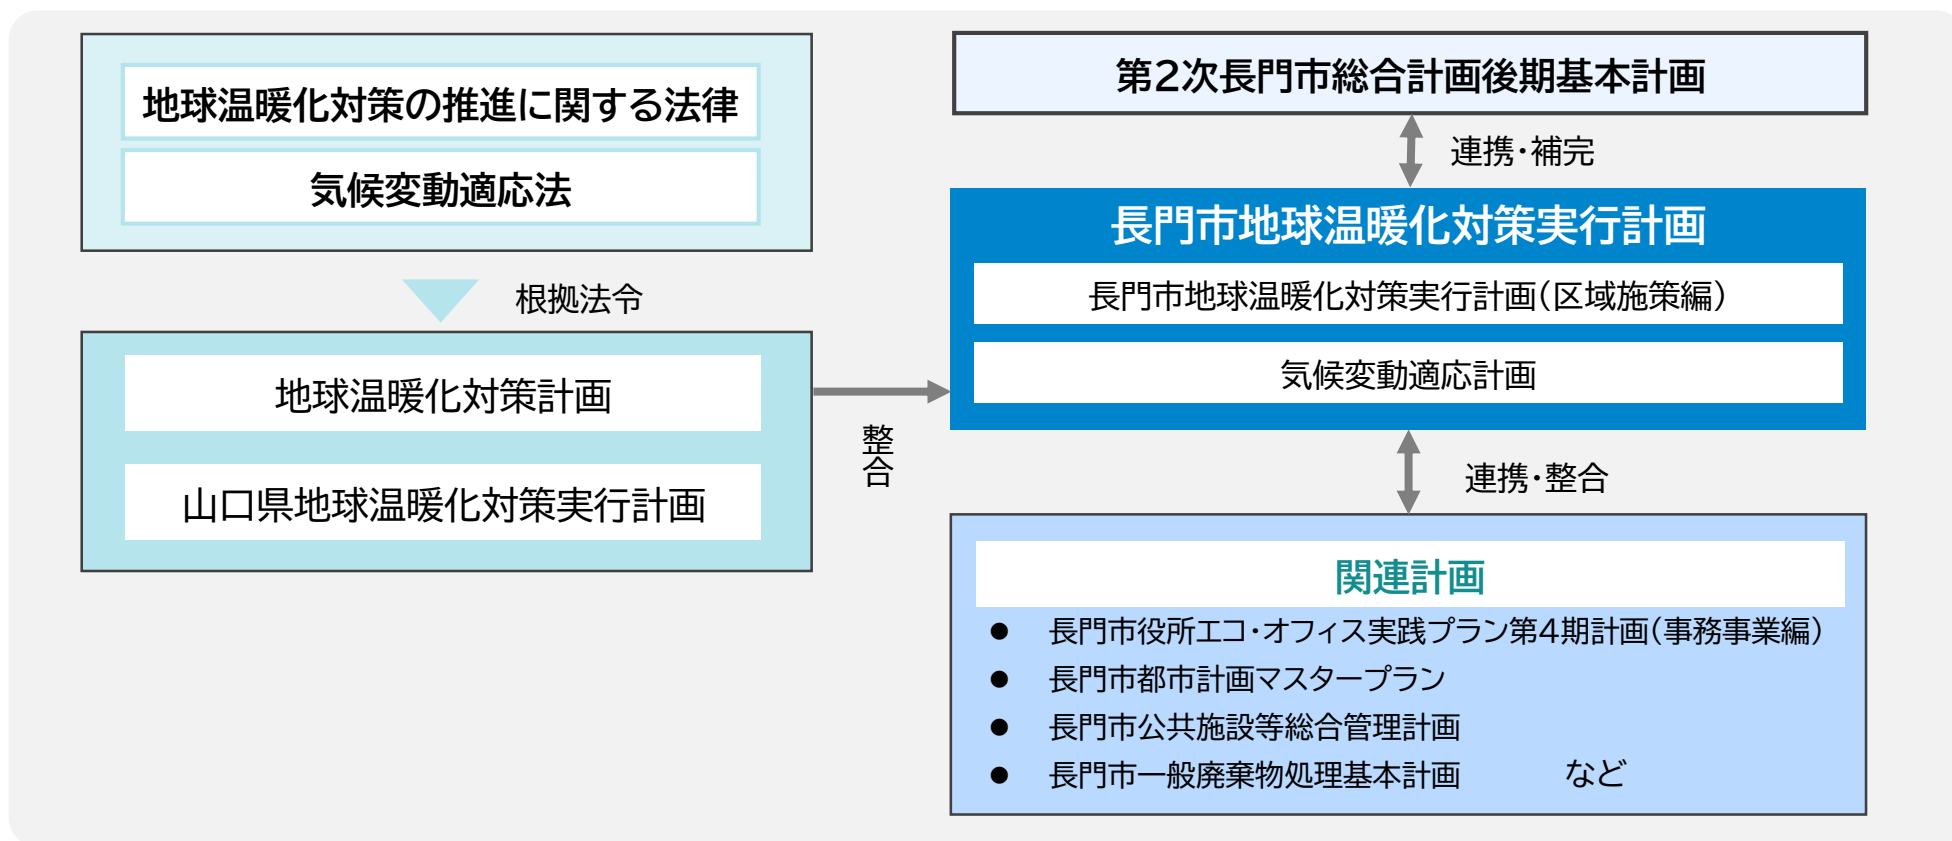 地球温暖化対策の推進に関する法律
気候変動適応法
根拠法令
地球温暖化対策計画
山口県地球温暖化対策実行計画
整合
第2次長門市総合計画後期基本計画
連携・補完
長門市地球温暖化対策実行計画
長門市地球温暖化対策実行計画(区域施策編)
気候変動適応計画
連携・整合
関連計画
● 長門市役所エコ・オフィス実践プラン第4期計画(事務事業編)
● 長門市都市計画マスタープラン
● 長門市公共施設等総合管理計画
● 長門市一般廃棄物処理基本計画 など